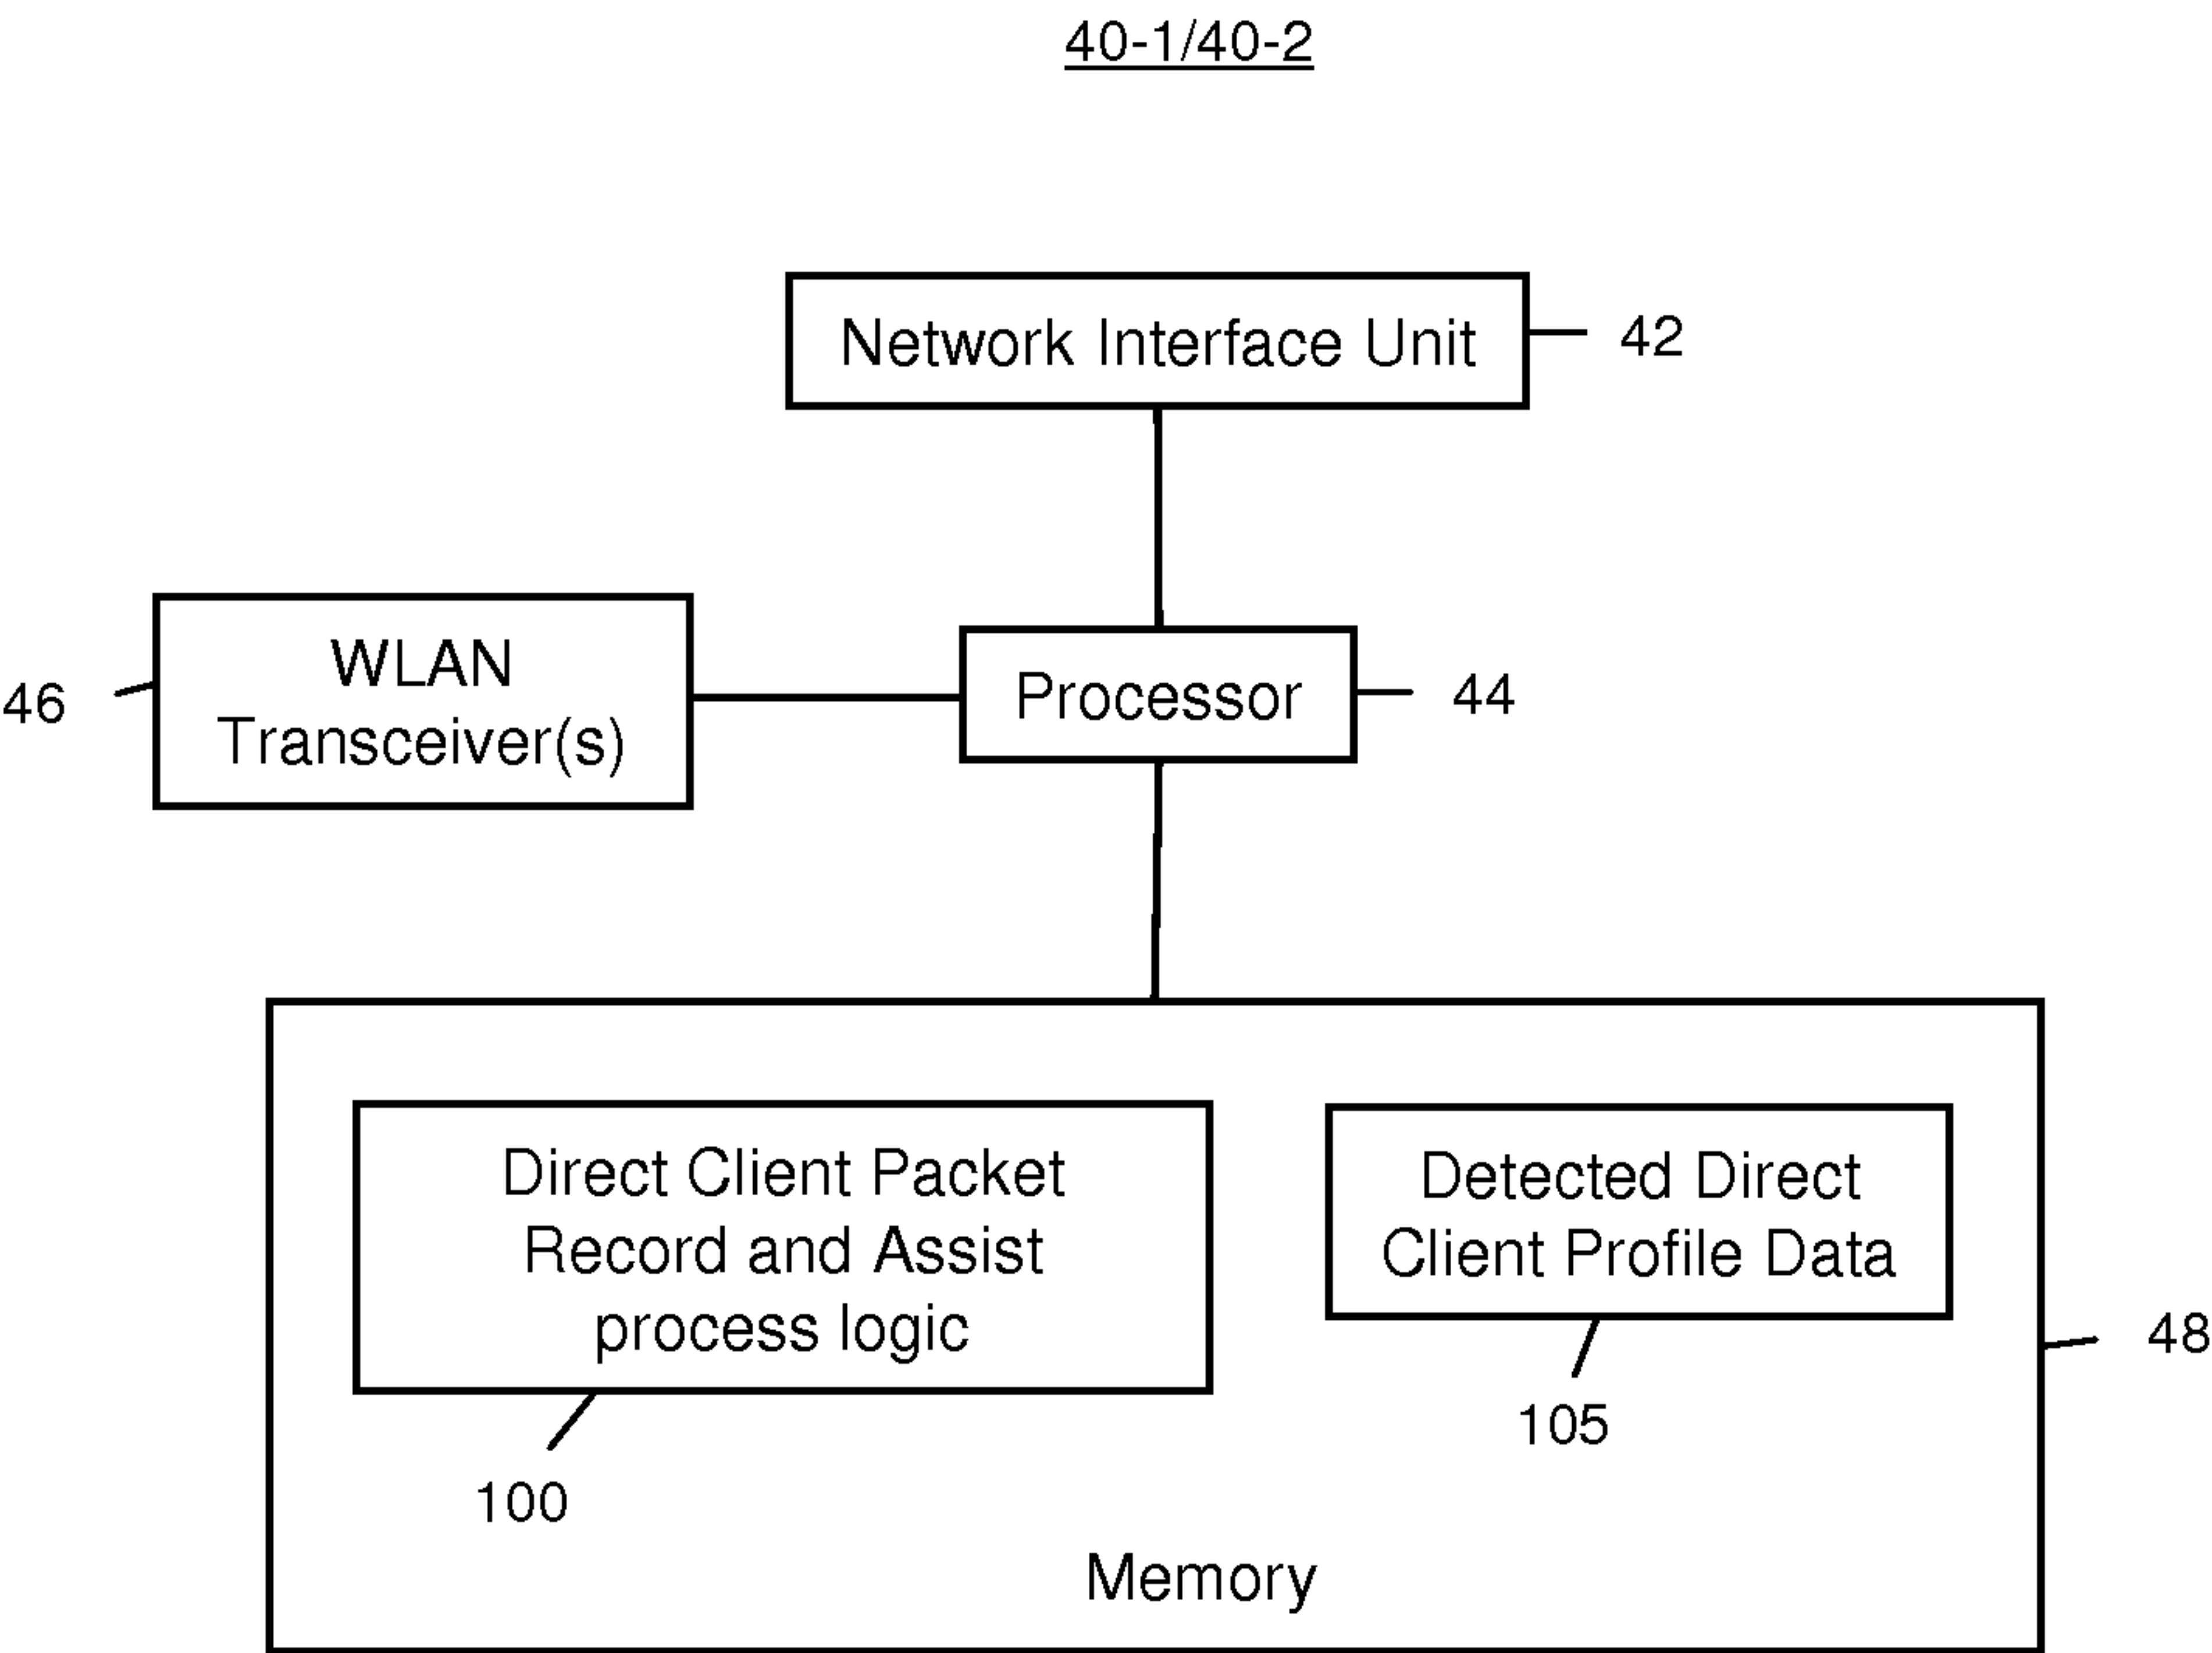 40-1/40-2
Network Interface Unit
42
WLAN
Transceiver(s)
46
Processor
44
Direct Client Packet
Record and Assist
process logic
100
Detected Direct
Client Profile Data
105
48
Memory